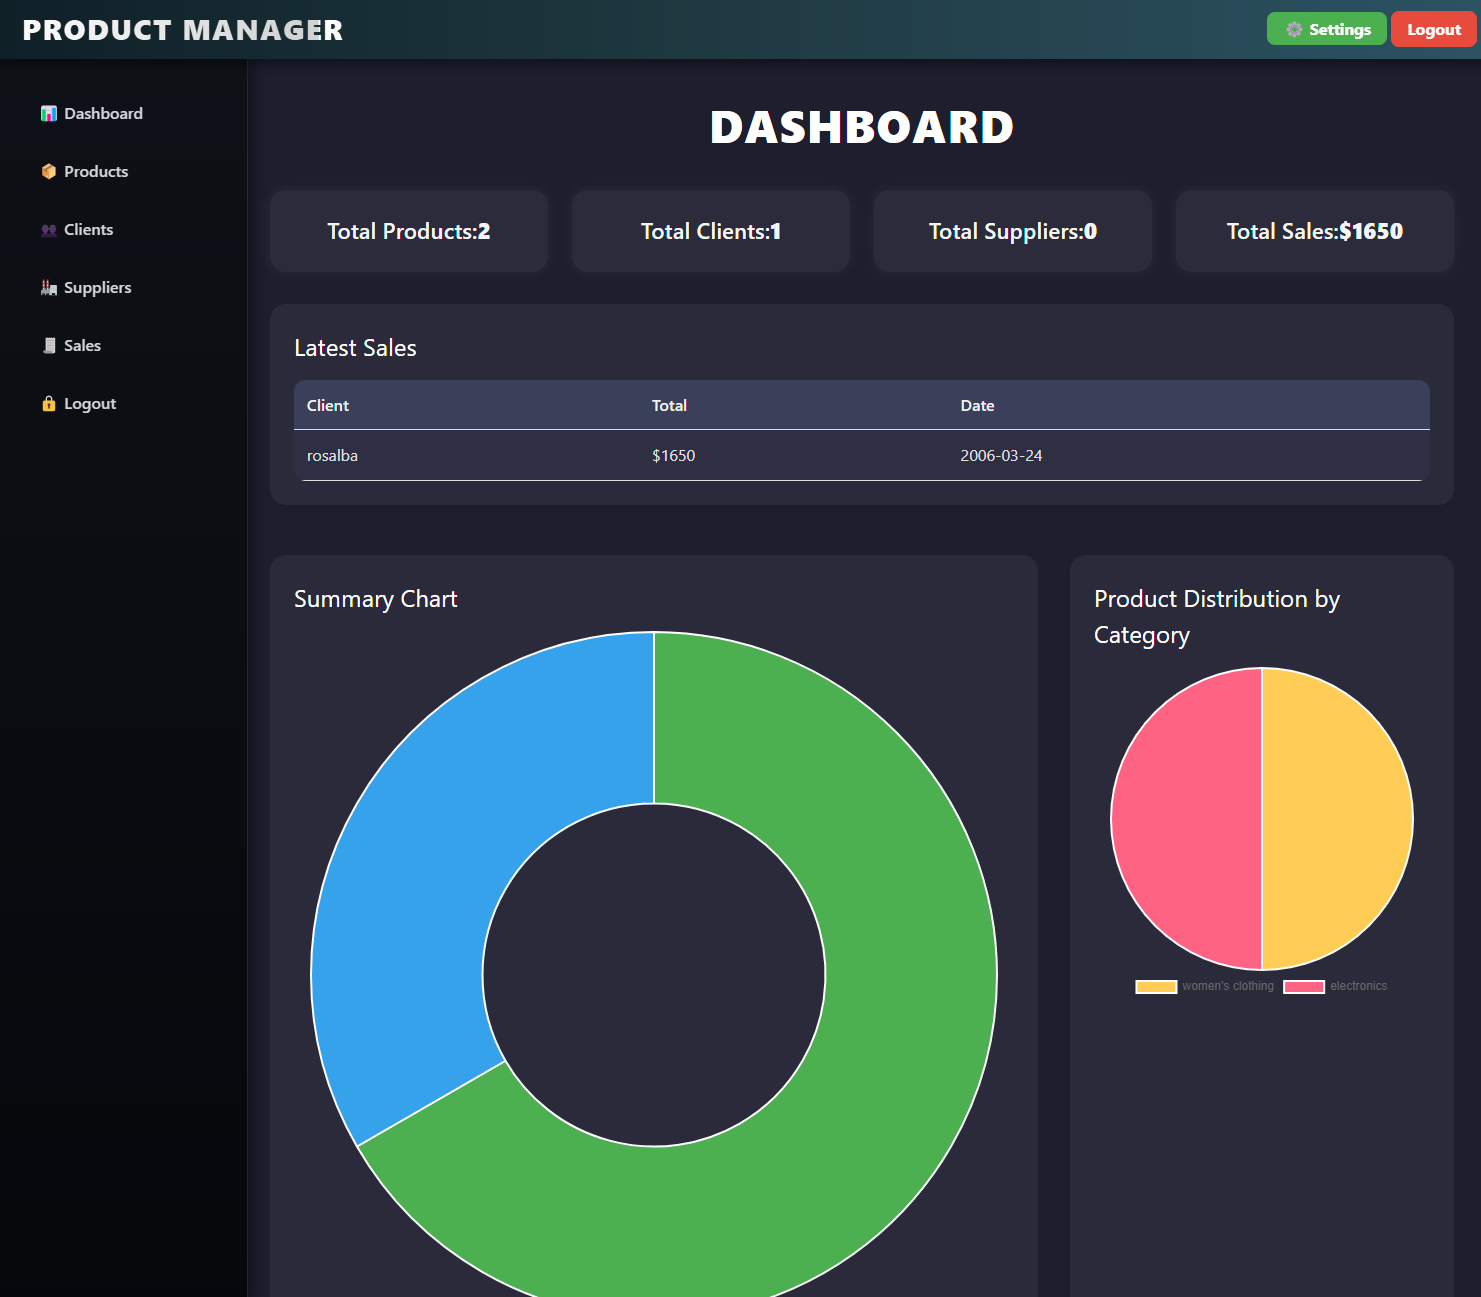 PRODUCT MANAGER
⚙️ Settings
Logout
📊 Dashboard
📦 Products
👥 Clients
🏭 Suppliers
🧾 Sales
🔒 Logout
DASHBOARD
Total Products:2
Total Clients:1
Total Suppliers:0
Total Sales:$1650
Latest Sales
Client Total Date
rosalba $1650 2006-03-24
Summary Chart
Product Distribution by
Category
women's clothing electronics